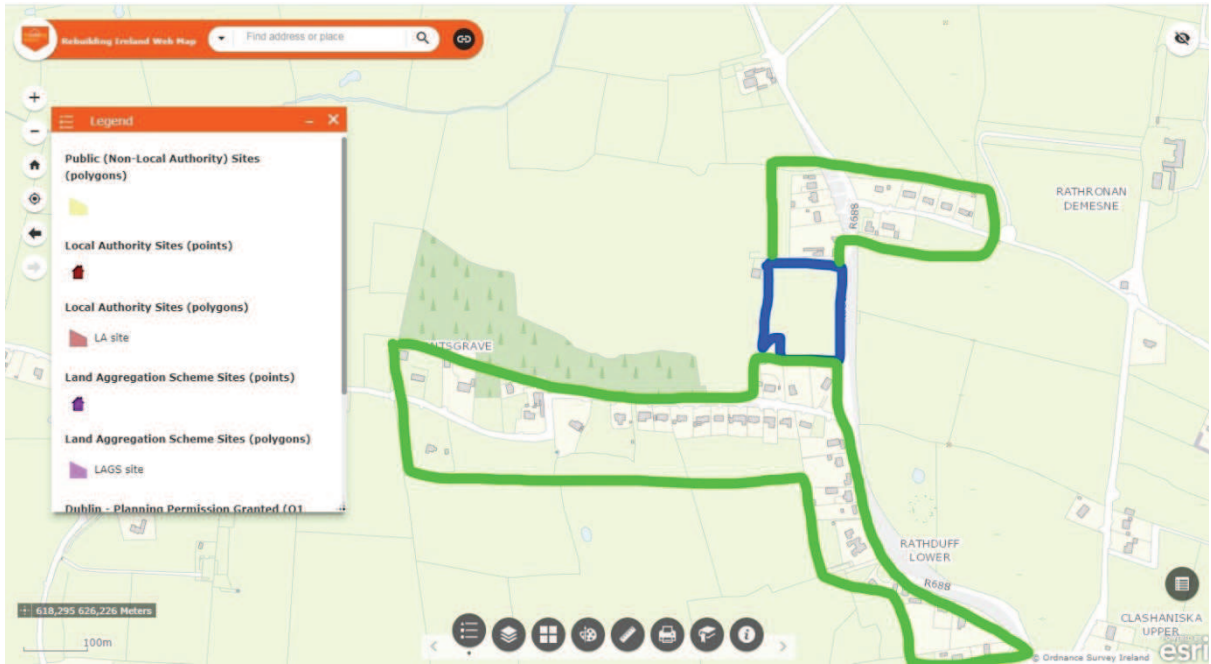 Rebuilding Ireland Web Map
Find address or place
Legend
Public (Non-Local Authority) Sites
(polygons)
Local Authority Sites (points)
Local Authority Sites (polygons)
LA site
Land Aggregation Scheme Sites (points)
Land Aggregation Scheme Sites (polygons)
LAGS site
Dublin - Planning Permission Granted (Q1
RATHRONAN
DEMESNE
R688
NTSGRAVE
RATHDUFF
LOWER
R688
CLASHANISKA
UPPER
618,295 626,226 Meters
100m
© Ordnance Survey Ireland
esri